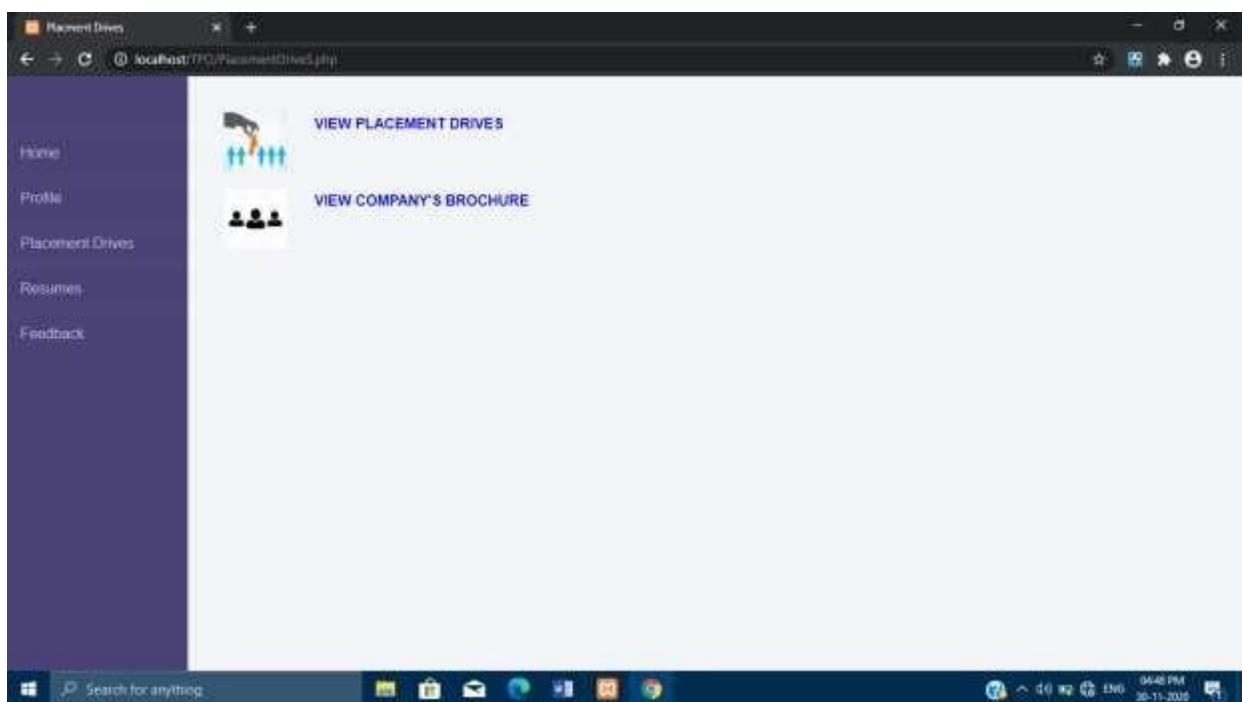 Placement Drives
localhost/TPO/PlacementDriveS.php
VIEW PLACEMENT DRIVES
Home
Profile
VIEW COMPANY'S BROCHURE
Placement Drives
Resumes
Feedback
Search for anything
ENG
04:48 PM
30-11-2020